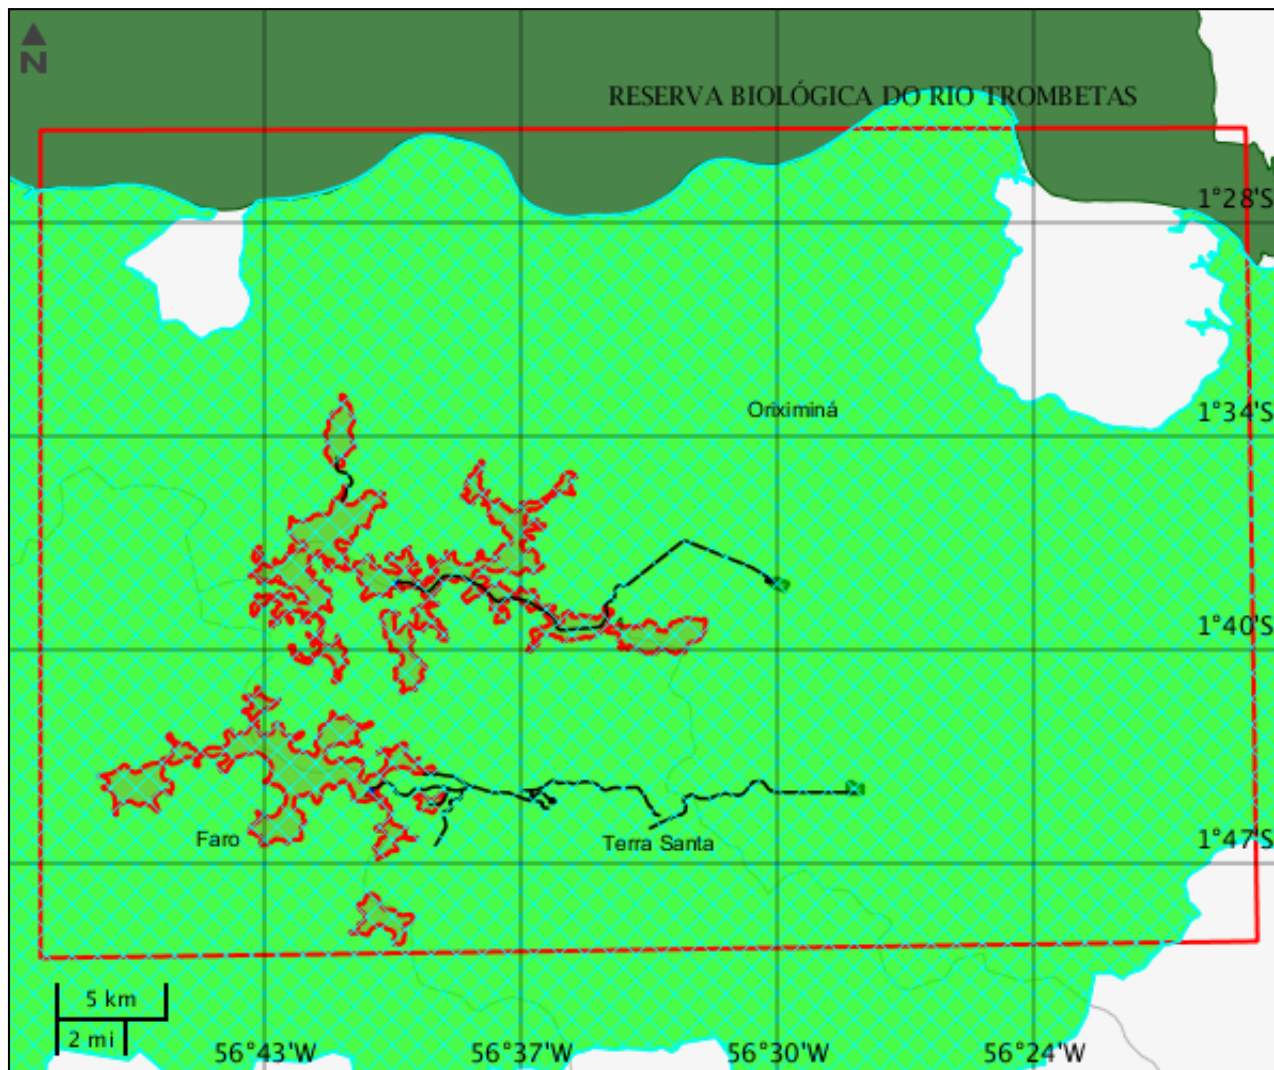 N
RESERVA BIOLÓGICA DO RIO TROMBETAS
1°28'S
Oriximiná
1°34'S
1°40'S
Faro
Terra Santa
1°47'S
5 km
2 mi
56°43'W
56°37'W
56°30'W
56°24'W